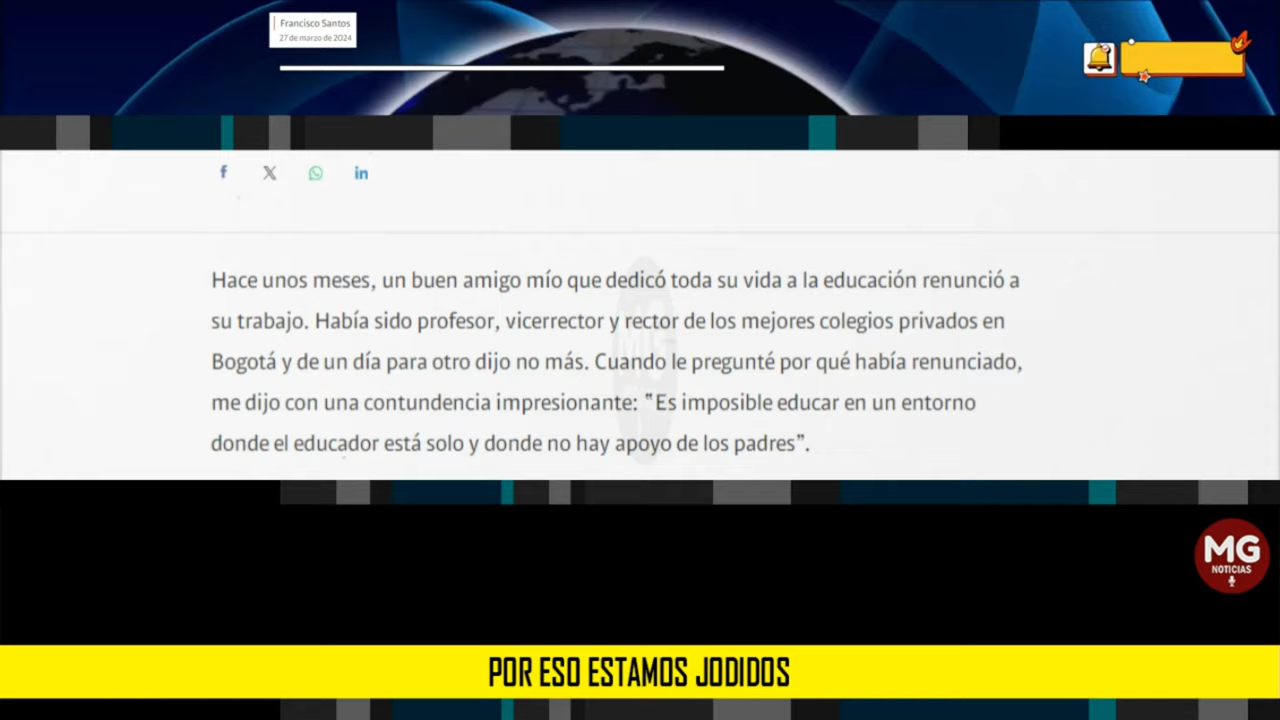 Francisco Santos
27 de marzo de 2024
Hace unos meses, un buen amigo mío que dedicó toda su vida a la educación renunció a
su trabajo. Había sido profesor, vicerrector y rector de los mejores colegios privados en
Bogotá y de un día para otro dijo no más. Cuando le pregunté por qué había renunciado,
me dijo con una contundencia impresionante: “Es imposible educar en un entorno
donde el educador está solo y donde no hay apoyo de los padres”.
MG
NOTICIAS
POR ESO ESTAMOS JODIDOS